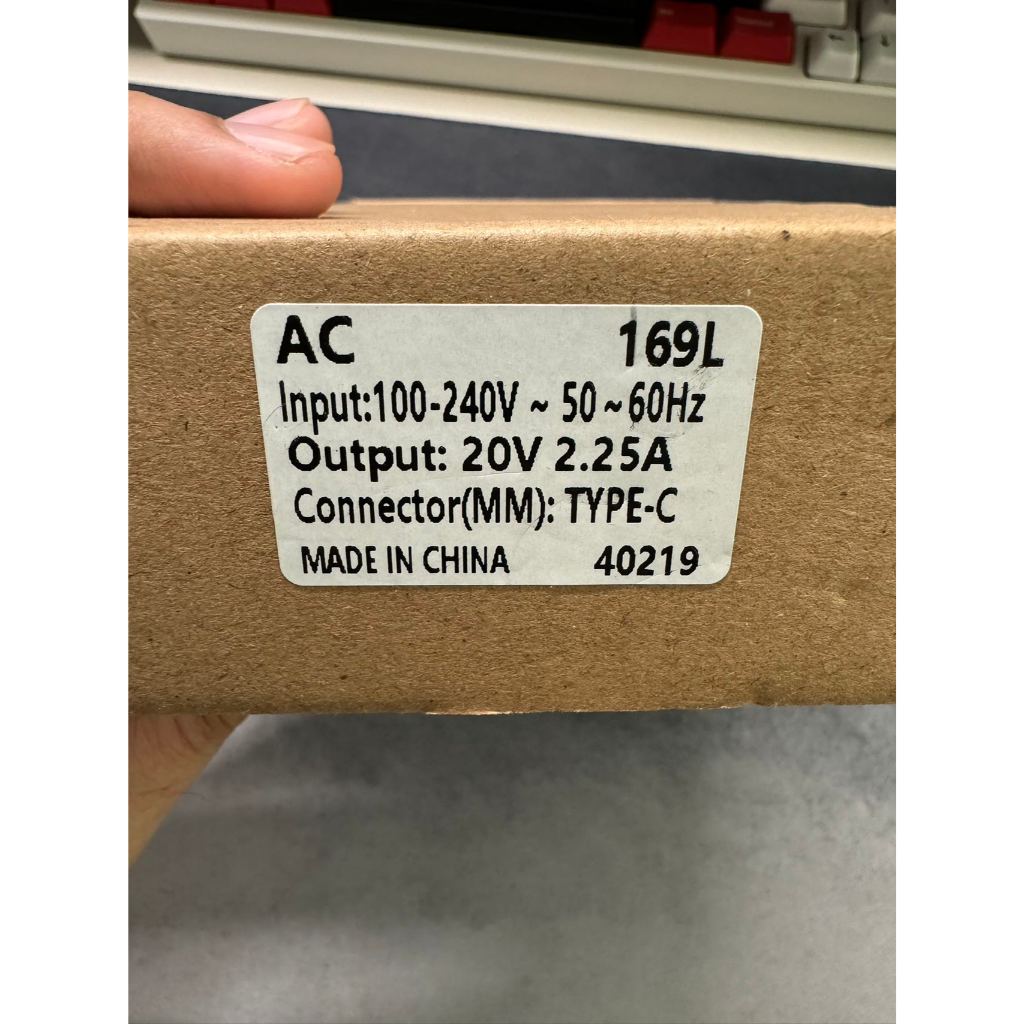 AC 169L
Input:100-240V ~ 50~60Hz
Output: 20V 2.25A
Connector(MM): TYPE-C
MADE IN CHINA 40219